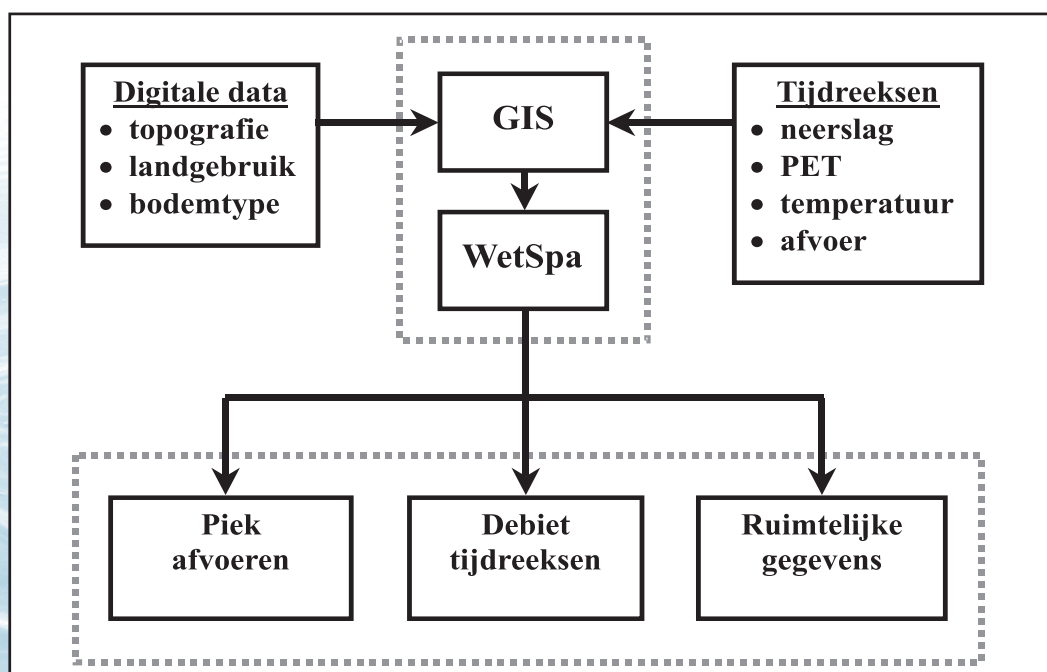 Digitale data
• topografie
• landgebruik
• bodemtype
GIS
WetSpa
Tijdreeksen
• neerslag
• PET
• temperatuur
• afvoer
Piek
afvoeren
Debiet
tijdreeksen
Ruimtelijke
gegevens